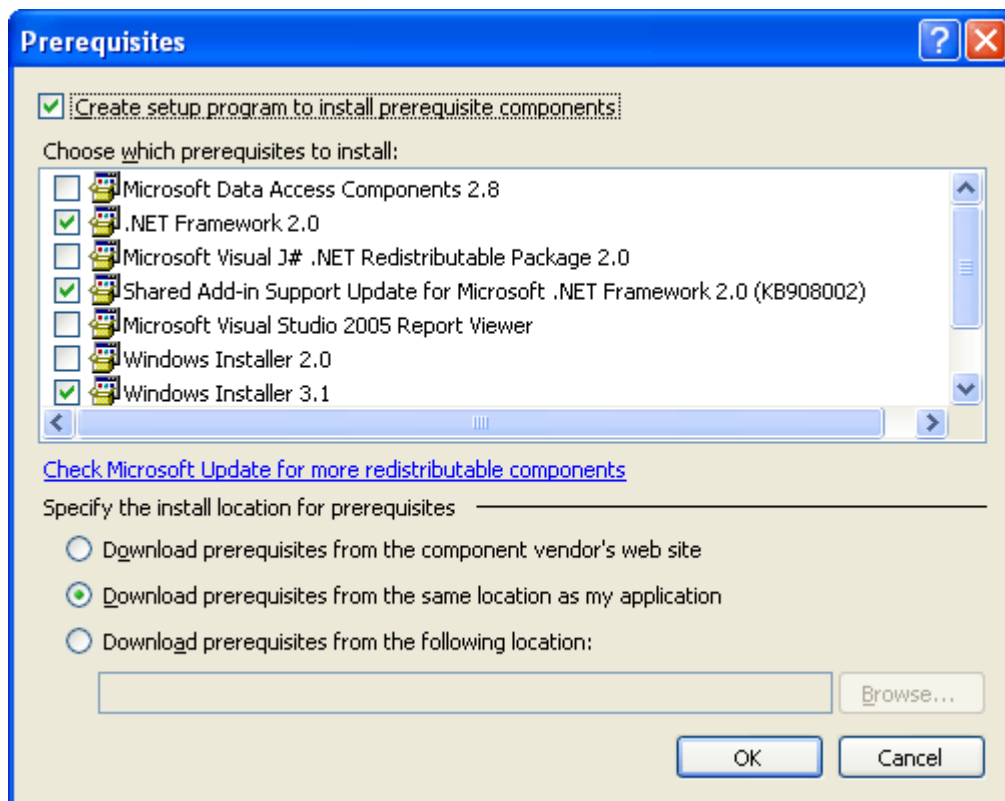 Prerequisites
Create setup program to install prerequisite components
Choose which prerequisites to install:
Microsoft Data Access Components 2.8
.NET Framework 2.0
Microsoft Visual J# .NET Redistributable Package 2.0
Shared Add-in Support Update for Microsoft .NET Framework 2.0 (KB908002)
Microsoft Visual Studio 2005 Report Viewer
Windows Installer 2.0
Windows Installer 3.1
Check Microsoft Update for more redistributable components
Specify the install location for prerequisites
Download prerequisites from the component vendor's web site
Download prerequisites from the same location as my application
Download prerequisites from the following location:
Browse...
OK
Cancel